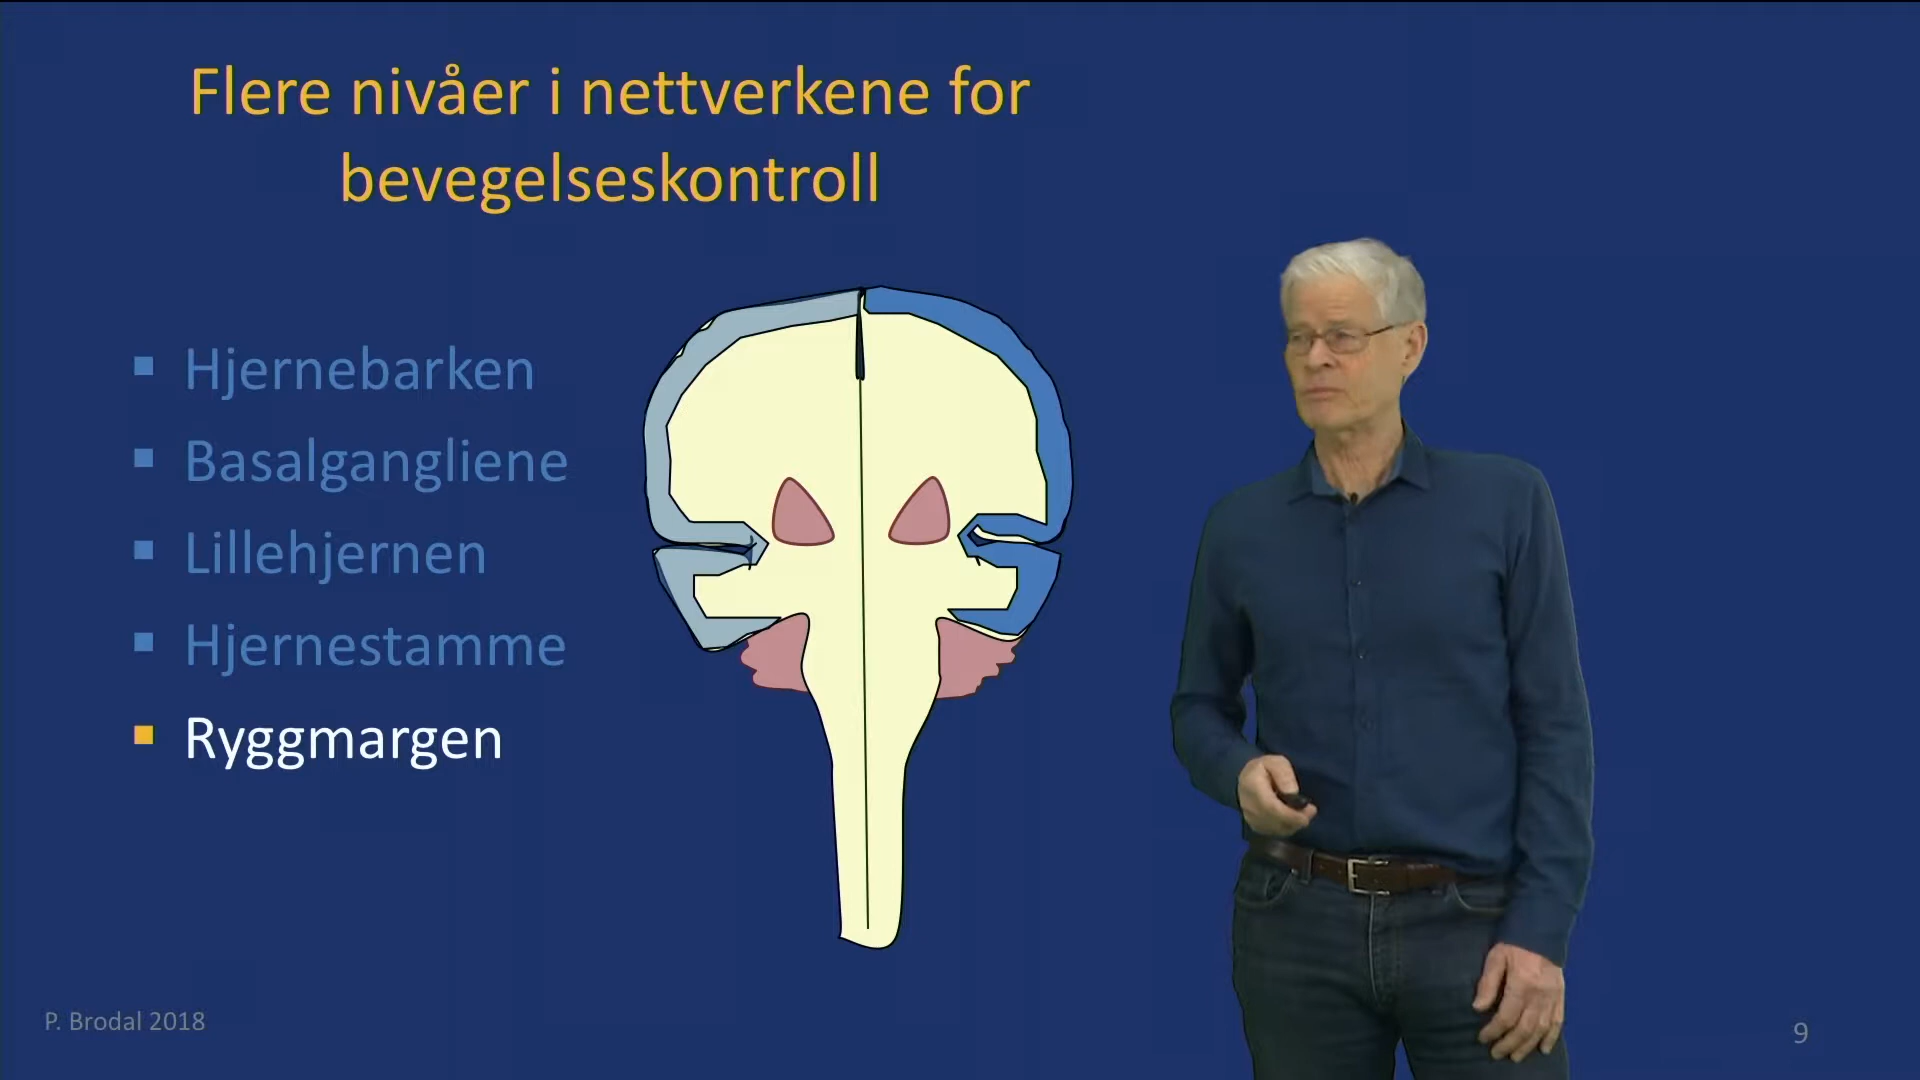 Flere nivåer i nettverkene for
bevegelseskontroll
Hjernebarken
Basalgangliene
Lillehjernen
Hjernestamme
Ryggmargen
P. Brodal 2018
9